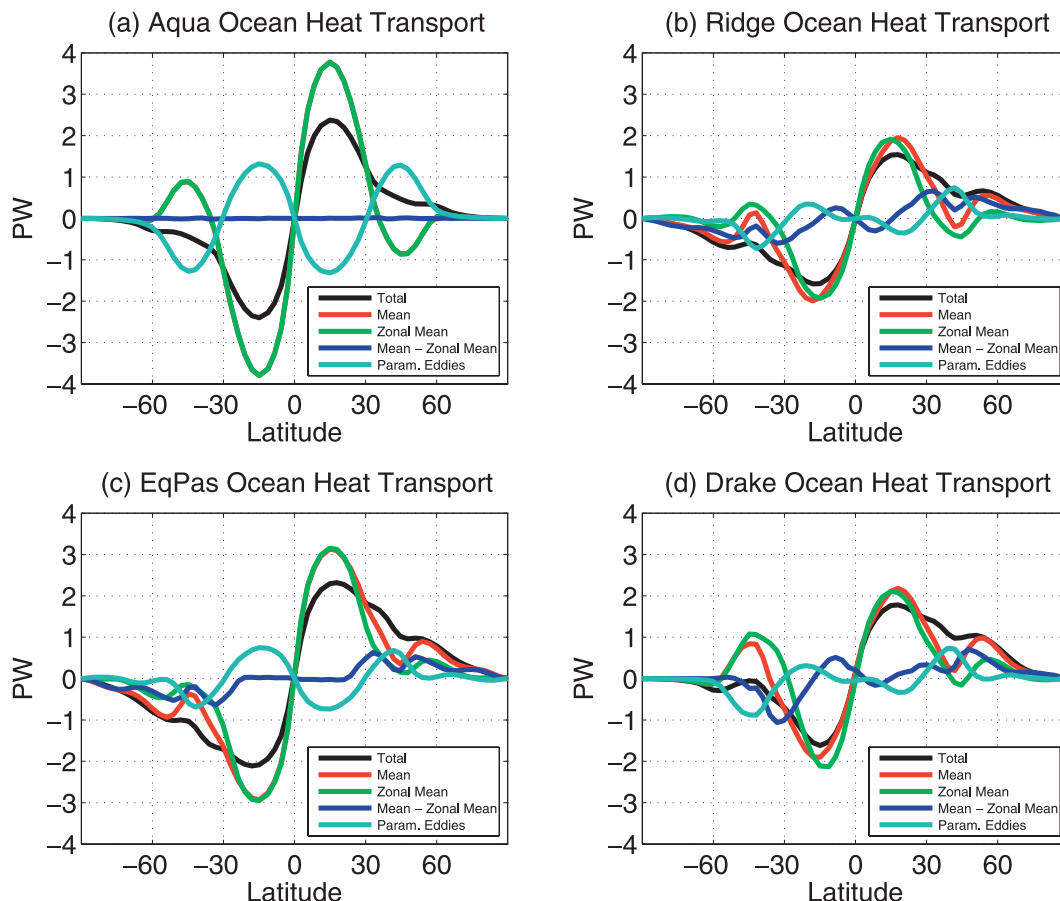 (a) Aqua Ocean Heat Transport
4
3
2
1
0
−1
−2
−3
−4
PW
−60 −30 0 30 60
Latitude
Total
Mean
Zonal Mean
Mean − Zonal Mean
Param. Eddies
(b) Ridge Ocean Heat Transport
4
3
2
1
0
−1
−2
−3
−4
PW
−60 −30 0 30 60
Latitude
Total
Mean
Zonal Mean
Mean − Zonal Mean
Param. Eddies
(c) EqPas Ocean Heat Transport
4
3
2
1
0
−1
−2
−3
−4
PW
−60 −30 0 30 60
Latitude
Total
Mean
Zonal Mean
Mean − Zonal Mean
Param. Eddies
(d) Drake Ocean Heat Transport
4
3
2
1
0
−1
−2
−3
−4
PW
−60 −30 0 30 60
Latitude
Total
Mean
Zonal Mean
Mean − Zonal Mean
Param. Eddies